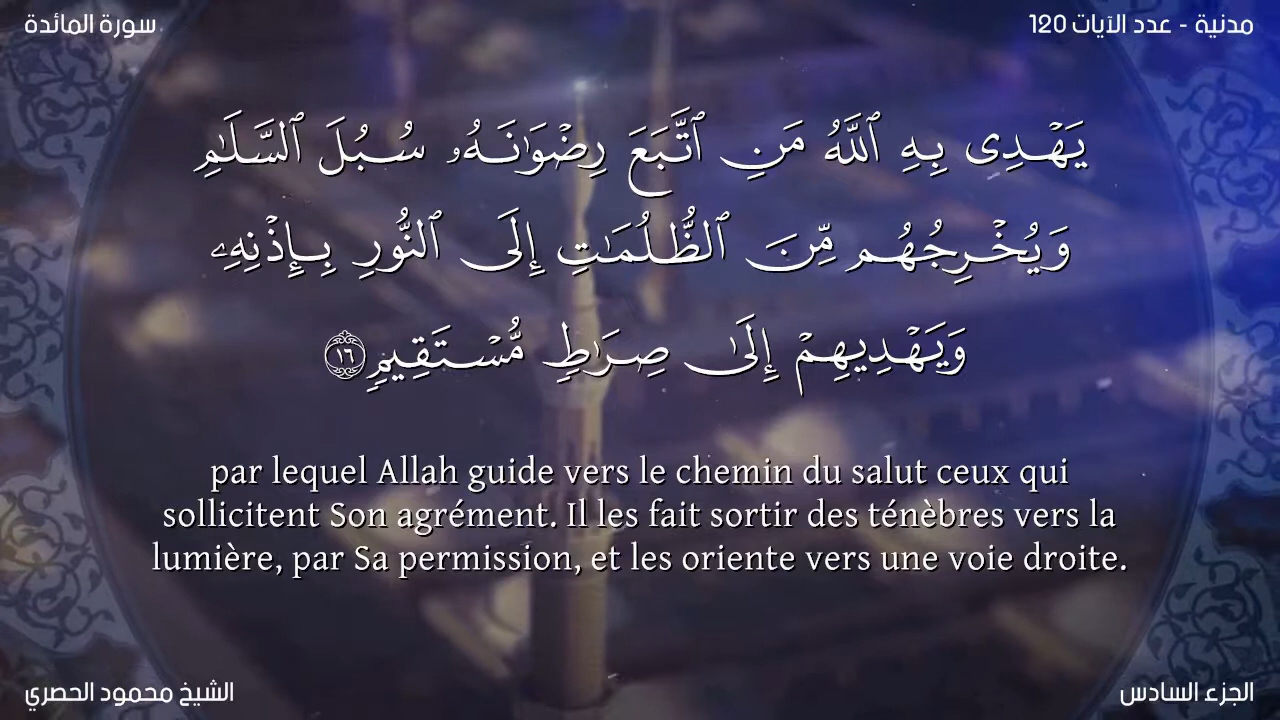 سورة المائدة
مدنية - عدد الآيات 120
يَهْدِى بِهِ ٱللَّهُ مَنِ ٱتَّبَعَ رِضْوَٰنَهُۥ سُبُلَ ٱلسَّلَٰمِ
وَيُخْرِجُهُم مِّنَ ٱلظُّلُمَٰتِ إِلَى ٱلنُّورِ بِإِذْنِهِۦ
وَيَهْدِيهِمْ إِلَىٰ صِرَٰطٍ مُّسْتَقِيمٍ ١٦
par lequel Allah guide vers le chemin du salut ceux qui
sollicitent Son agrément. Il les fait sortir des ténèbres vers la
lumière, par Sa permission, et les oriente vers une voie droite.
الشيخ محمود الحصري
الجزء السادس